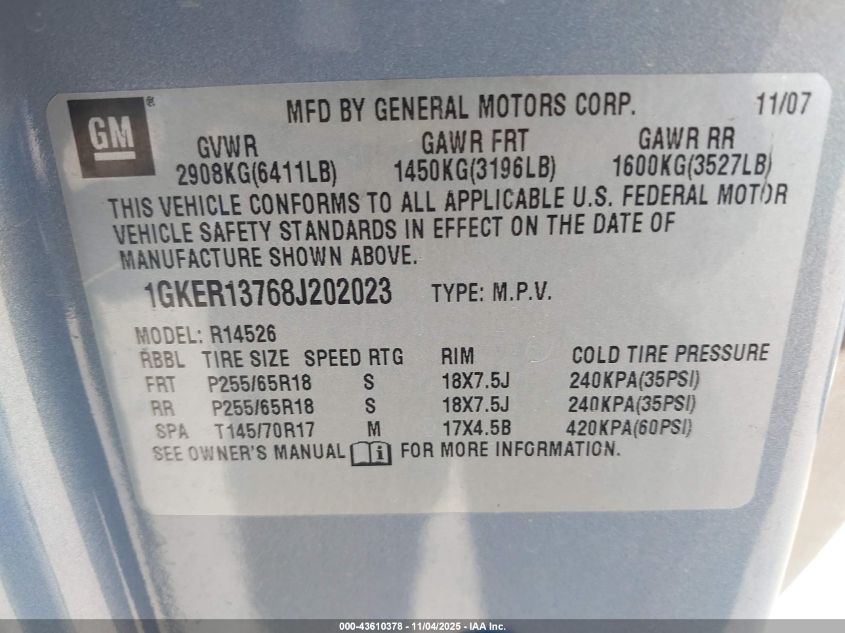 GM ®
MFD BY GENERAL MOTORS CORP. 11/07
GVWR GAWR FRT GAWR RR
2908KG(6411LB) 1450KG(3196LB) 1600KG(3527LB)
THIS VEHICLE CONFORMS TO ALL APPLICABLE U.S. FEDERAL MOTOR
VEHICLE SAFETY STANDARDS IN EFFECT ON THE DATE OF
MANUFACTURE SHOWN ABOVE.
1GKER13768J202023 TYPE: M.P.V.
MODEL: R14526
RBBL TIRE SIZE SPEED RTG RIM COLD TIRE PRESSURE
FRT P255/65R18 S 18X7.5J 240KPA(35PSI)
RR P255/65R18 S 18X7.5J 240KPA(35PSI)
SPA T145/70R17 M 17X4.5B 420KPA(60PSI)
SEE OWNER'S MANUAL i FOR MORE INFORMATION.
000-43610378 - 11/04/2025 - IAA Inc.